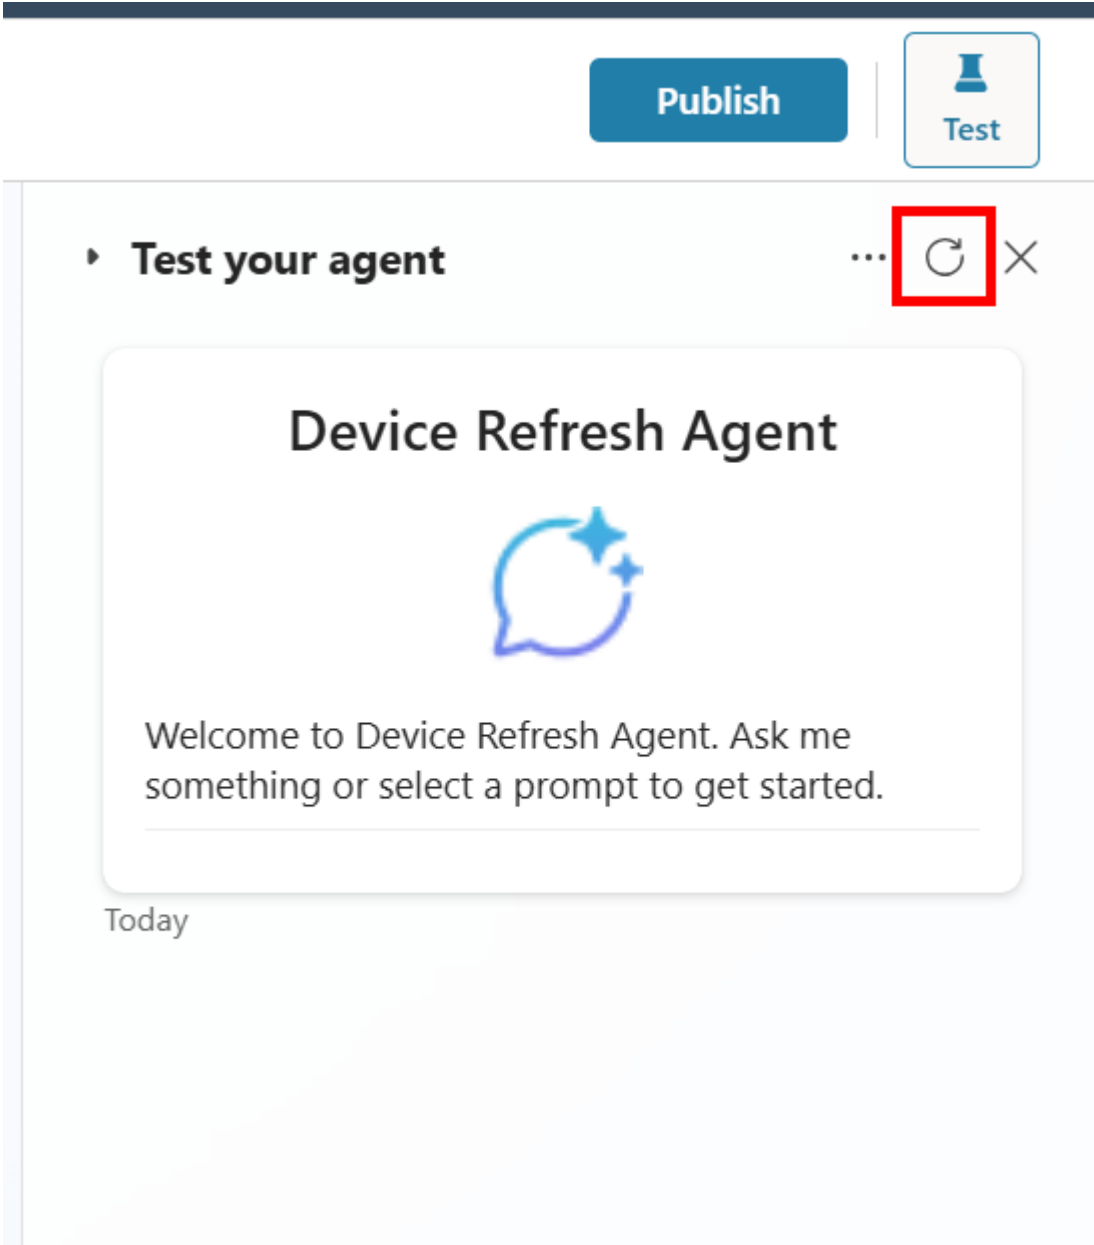 Publish
Test
Test your agent
Device Refresh Agent
Welcome to Device Refresh Agent. Ask me
something or select a prompt to get started.
Today